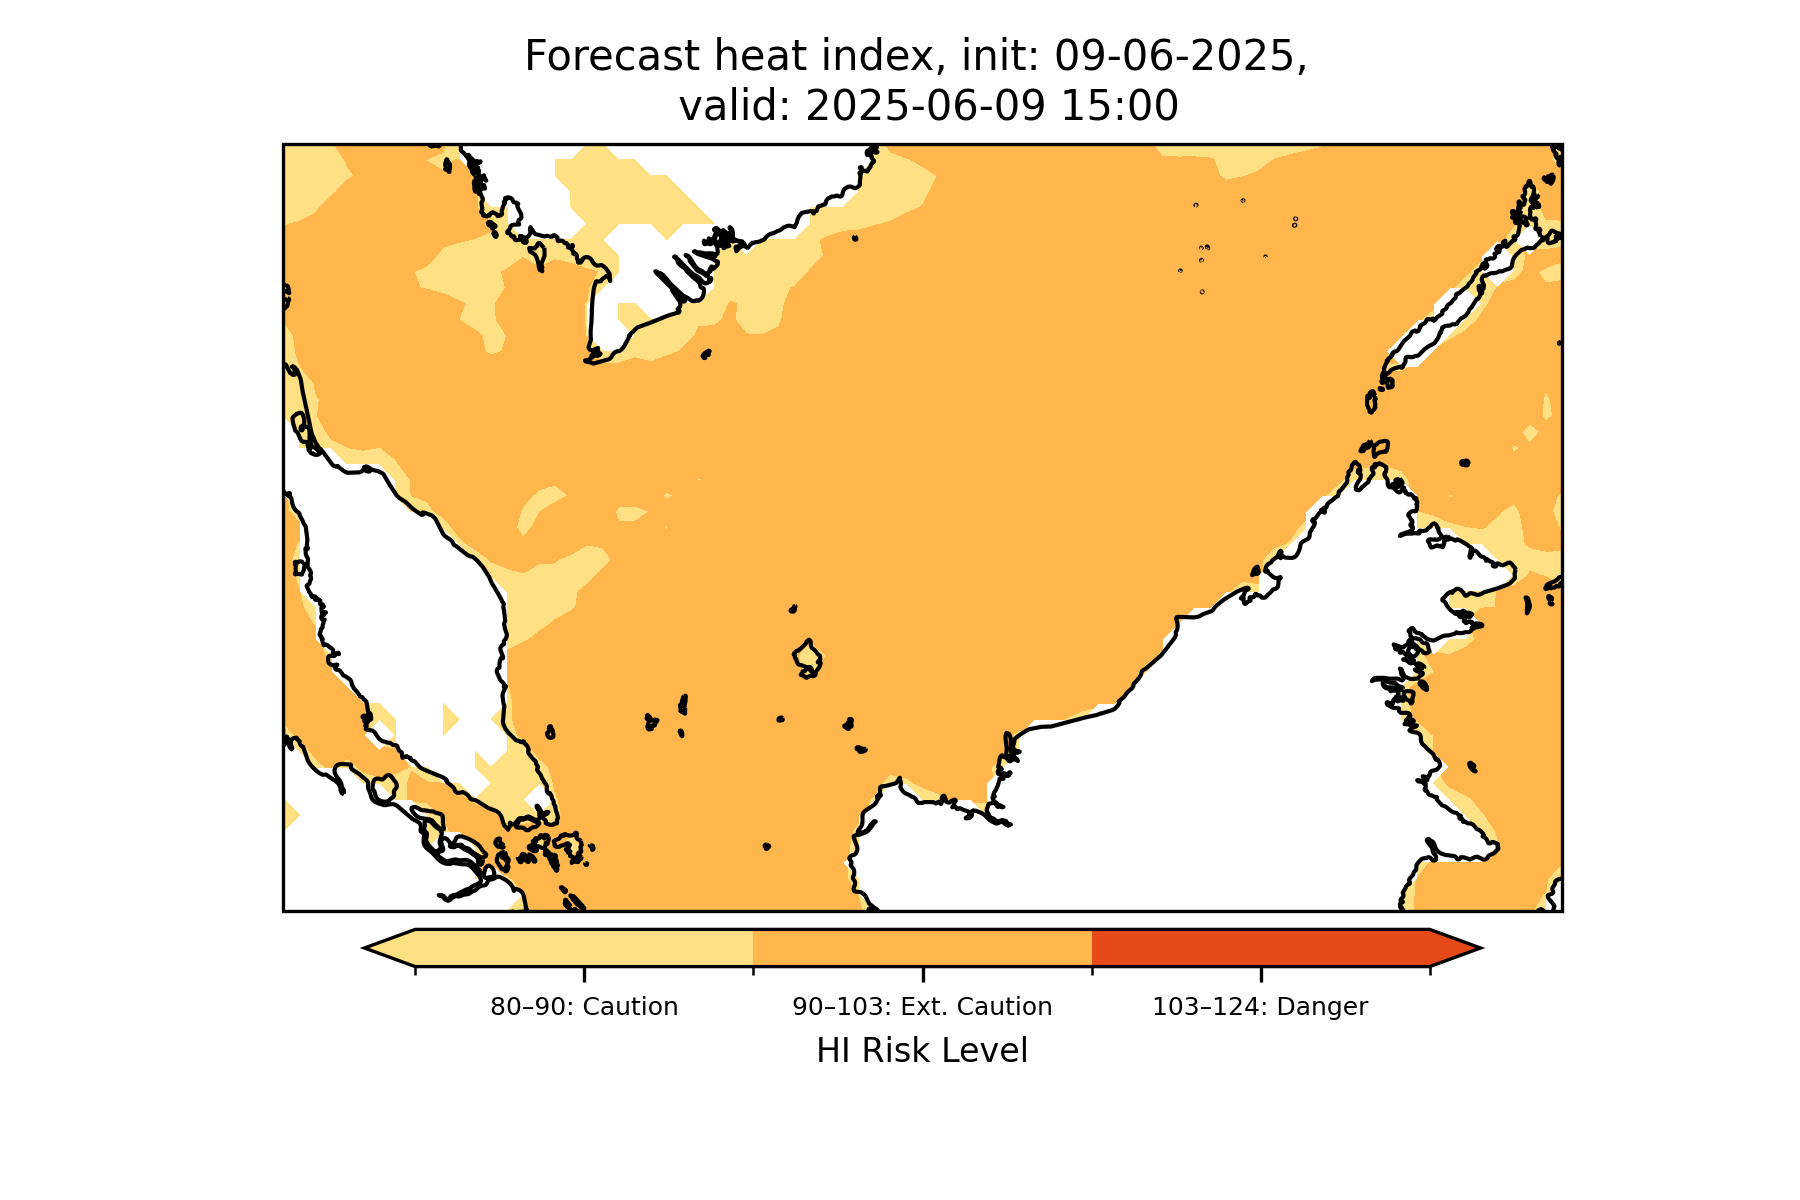 Forecast heat index, init: 09-06-2025,
valid: 2025-06-09 15:00
80–90: Caution
90–103: Ext. Caution
103–124: Danger
HI Risk Level